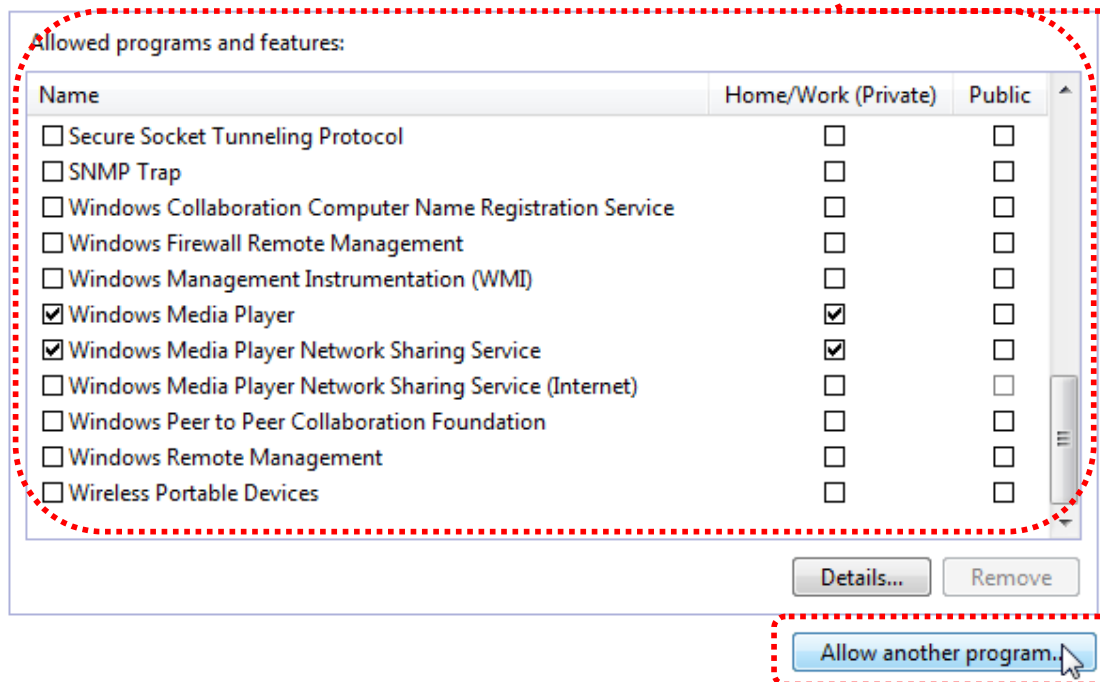 Allowed programs and features:
Name Home/Work (Private) Public
Secure Socket Tunneling Protocol
SNMP Trap
Windows Collaboration Computer Name Registration Service
Windows Firewall Remote Management
Windows Management Instrumentation (WMI)
Windows Media Player
Windows Media Player Network Sharing Service
Windows Media Player Network Sharing Service (Internet)
Windows Peer to Peer Collaboration Foundation
Windows Remote Management
Wireless Portable Devices
Details... Remove
Allow another program..